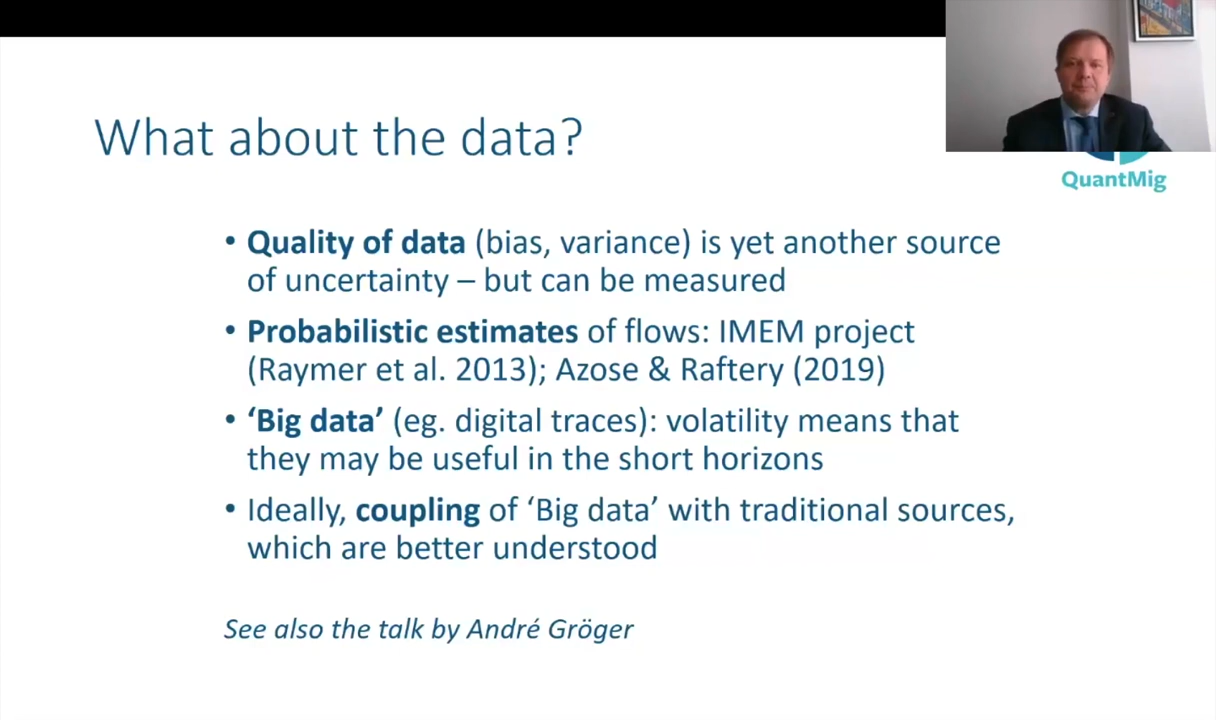 What about the data?
QuantMig
• Quality of data (bias, variance) is yet another source
of uncertainty – but can be measured
• Probabilistic estimates of flows: IMEM project
(Raymer et al. 2013); Azose & Raftery (2019)
• ‘Big data’ (eg. digital traces): volatility means that
they may be useful in the short horizons
• Ideally, coupling of ‘Big data’ with traditional sources,
which are better understood
See also the talk by André Gröger